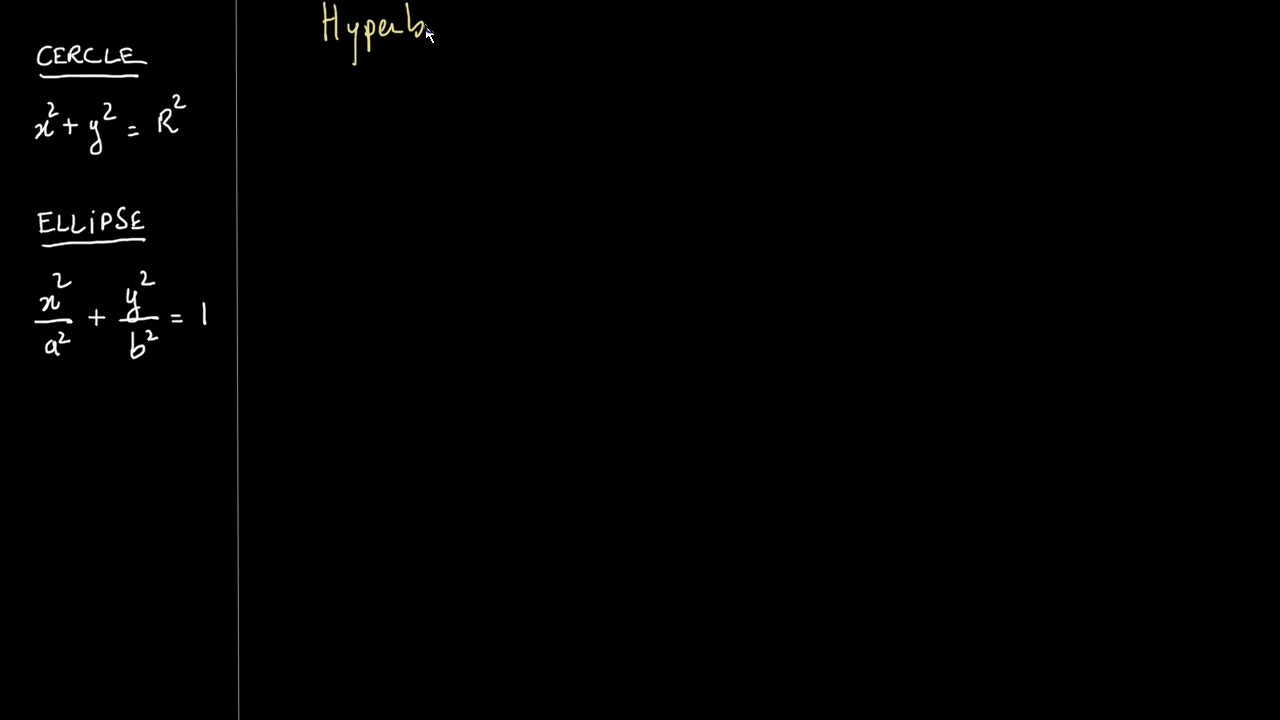 CERCLE
x² + y² = R²
ELLiPSE
x²/a² + y²/b² = 1
Hyperb